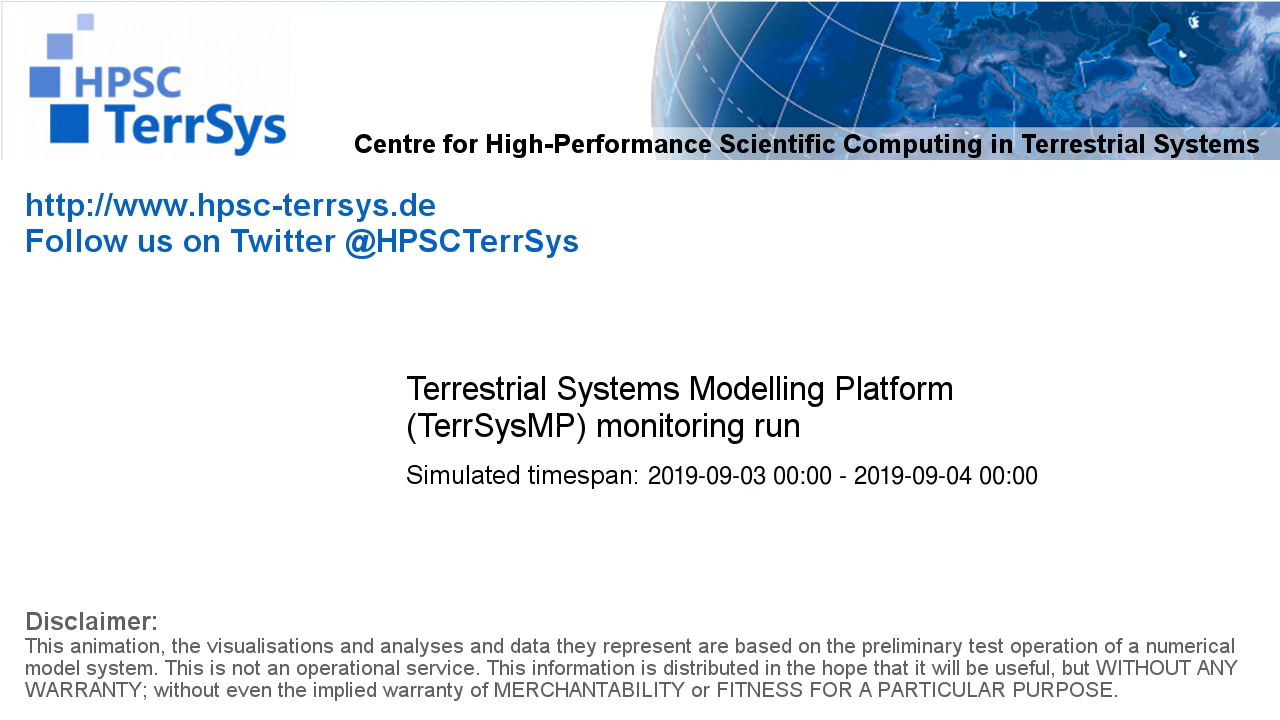 HPSC
TerrSys
Centre for High-Performance Scientific Computing in Terrestrial Systems
http://www.hpsc-terrsys.de
Follow us on Twitter @HPSCTerrSys
Terrestrial Systems Modelling Platform
(TerrSysMP) monitoring run
Simulated timespan: 2019-09-03 00:00 - 2019-09-04 00:00
Disclaimer:
This animation, the visualisations and analyses and data they represent are based on the preliminary test operation of a numerical
model system. This is not an operational service. This information is distributed in the hope that it will be useful, but WITHOUT ANY
WARRANTY; without even the implied warranty of MERCHANTABILITY or FITNESS FOR A PARTICULAR PURPOSE.